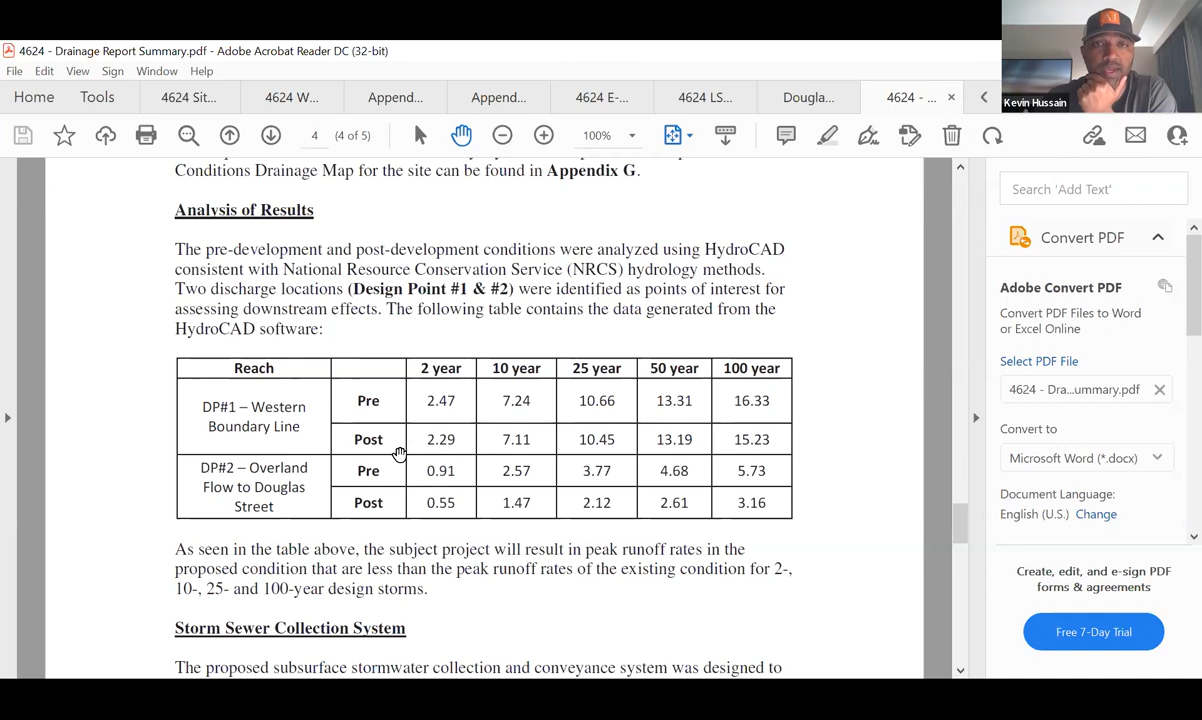 4624 - Drainage Report Summary.pdf - Adobe Acrobat Reader DC (32-bit)
File Edit View Sign Window Help
Home Tools 4624 Sit... 4624 W... Appen... Appen... 4624 E-... 4624 LS... Dougla... 4624 - ... ×
4 (4 of 5) 100%
Kevin Hussain
Conditions Drainage Map for the site can be found in Appendix G.
Analysis of Results
The pre-development and post-development conditions were analyzed using HydroCAD
consistent with National Resource Conservation Service (NRCS) hydrology methods.
Two discharge locations (Design Point #1 & #2) were identified as points of interest for
assessing downstream effects. The following table contains the data generated from the
HydroCAD software:
Reach 2 year 10 year 25 year 50 year 100 year
DP#1 – Western
Boundary Line
Pre 2.47 7.24 10.66 13.31 16.33
Post 2.29 7.11 10.45 13.19 15.23
DP#2 – Overland
Flow to Douglas
Street
Pre 0.91 2.57 3.77 4.68 5.73
Post 0.55 1.47 2.12 2.61 3.16
As seen in the table above, the subject project will result in peak runoff rates in the
proposed condition that are less than the peak runoff rates of the existing condition for 2-,
10-, 25- and 100-year design storms.
Storm Sewer Collection System
The proposed subsurface stormwater collection and conveyance system was designed to
Search 'Add Text'
Convert PDF
Adobe Convert PDF
Convert PDF Files to Word
or Excel Online
Select PDF File
4624 - Dra...ummary.pdf
Convert to
Microsoft Word (*.docx)
Document Language:
English (U.S.) Change
Create, edit, and e-sign PDF
forms & agreements
Free 7-Day Trial